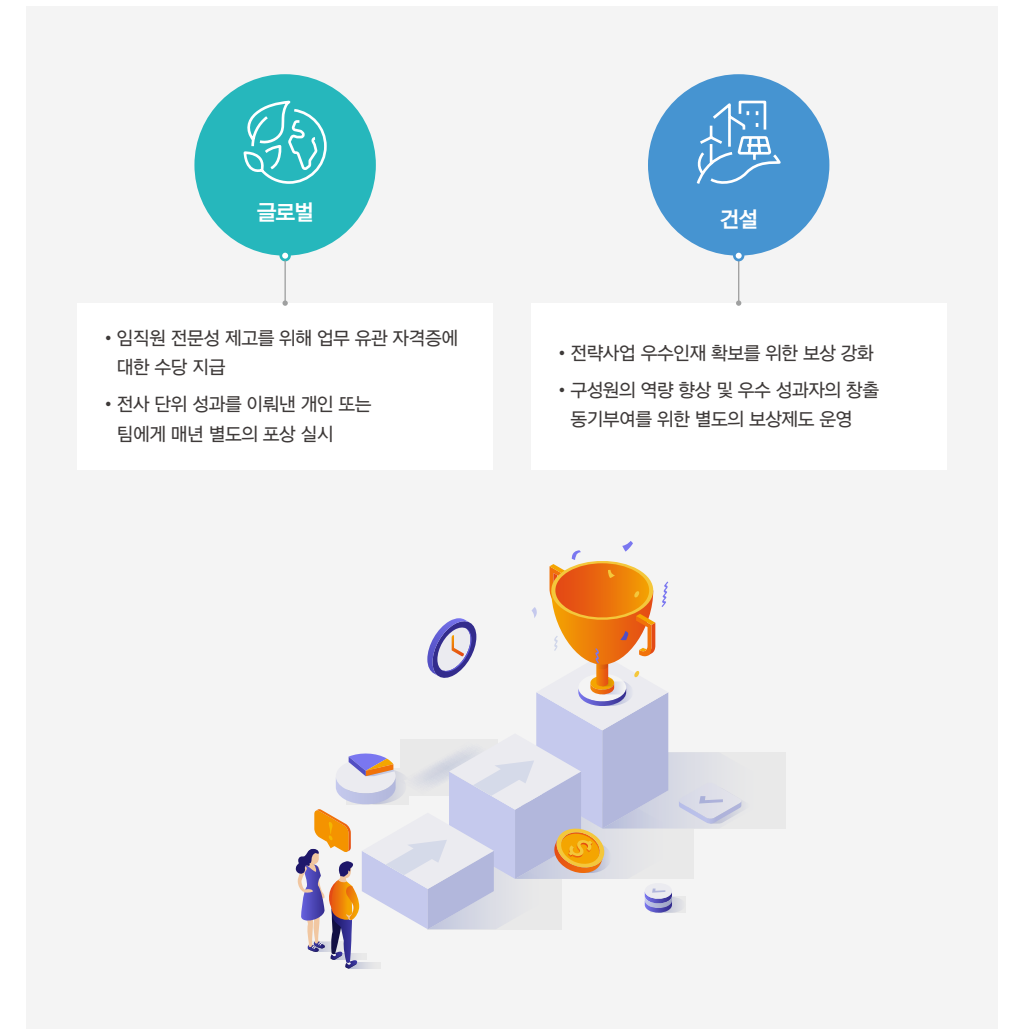 글로벌
• 임직원 전문성 제고를 위해 업무 유관 자격증에
대한 수당 지급
• 전사 단위 성과를 이뤄낸 개인 또는
팀에게 매년 별도의 포상 실시
건설
• 전략사업 우수인재 확보를 위한 보상 강화
• 구성원의 역량 향상 및 우수 성과자의 창출
동기부여를 위한 별도의 보상제도 운영
!
$